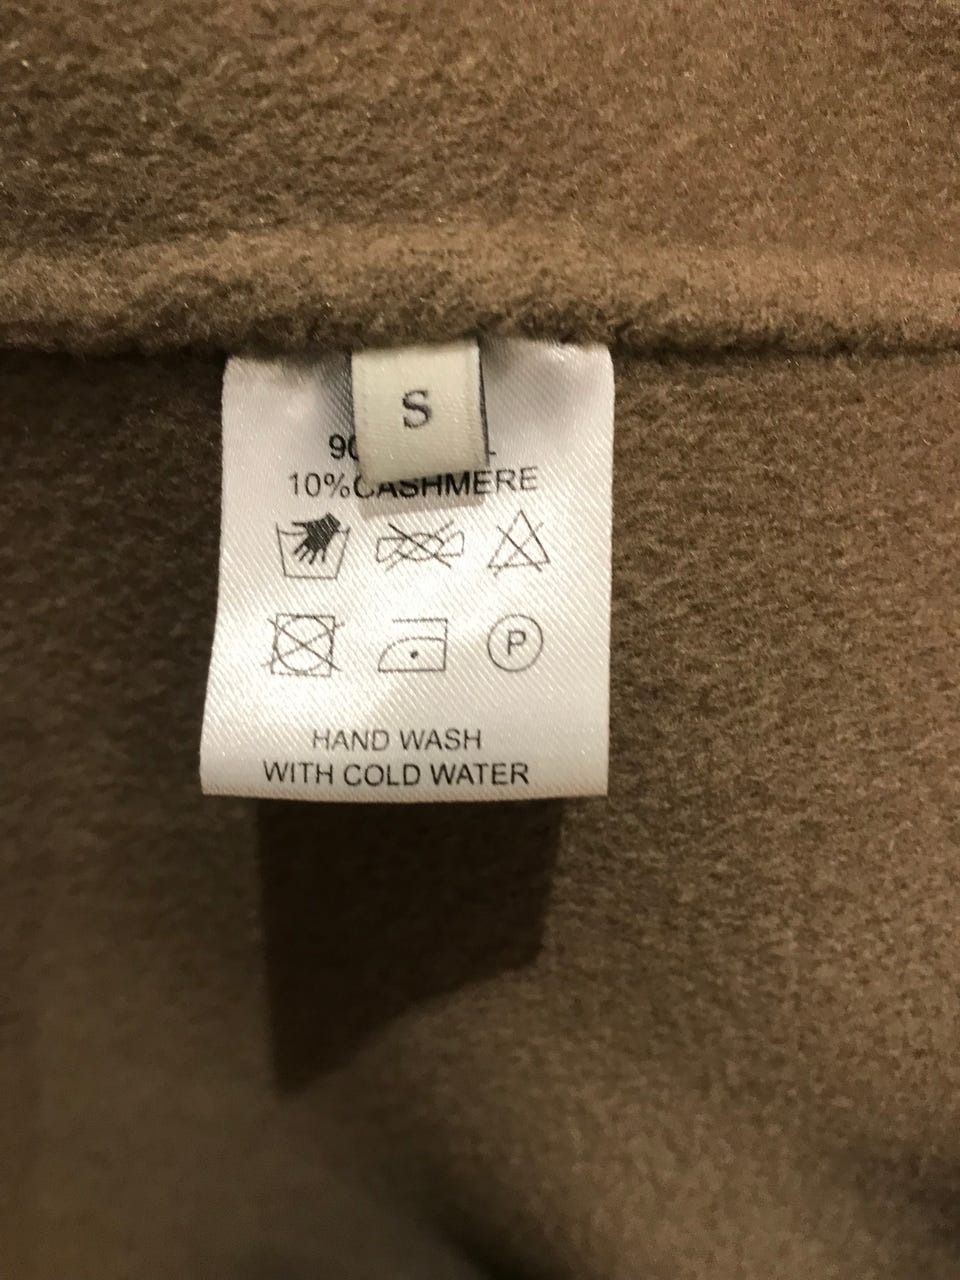 S
10%CASHMERE
P
HAND WASH
WITH COLD WATER